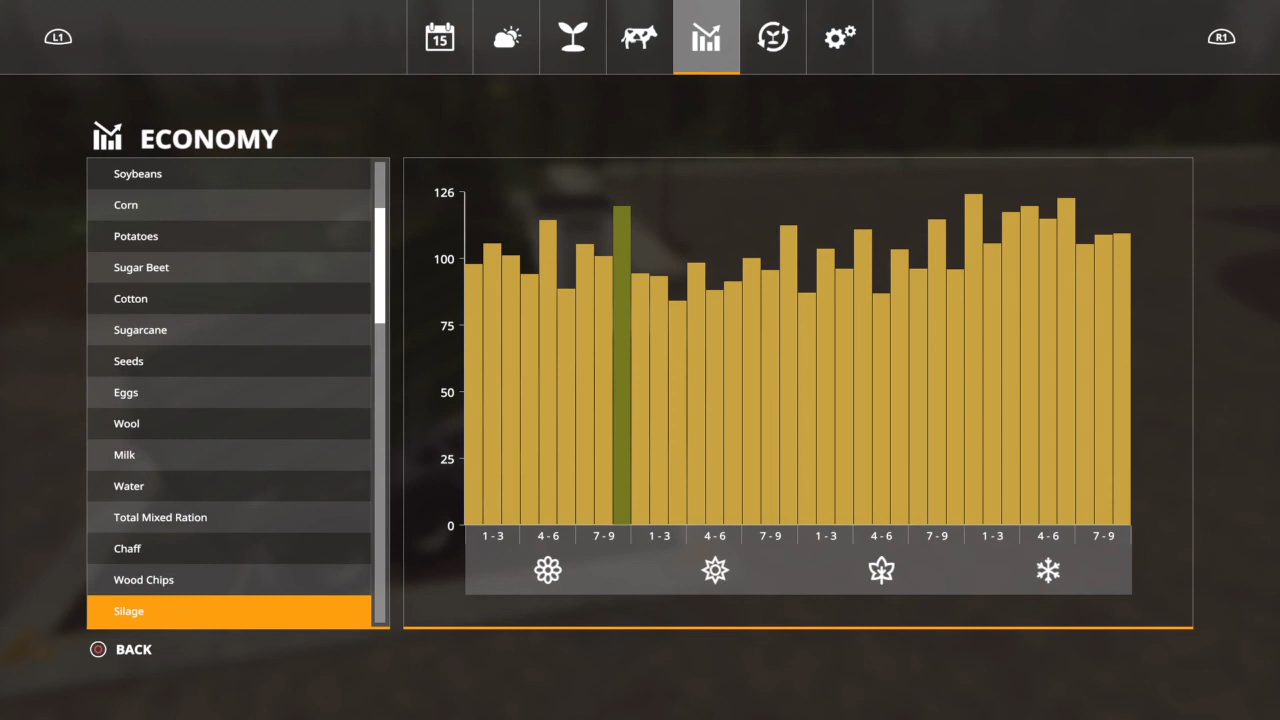 L1
15
R1
ECONOMY
Soybeans
Corn
Potatoes
Sugar Beet
Cotton
Sugarcane
Seeds
Eggs
Wool
Milk
Water
Total Mixed Ration
Chaff
Wood Chips
Silage
126
100
75
50
25
0
1 - 3 4 - 6 7 - 9 1 - 3 4 - 6 7 - 9 1 - 3 4 - 6 7 - 9 1 - 3 4 - 6 7 - 9
BACK